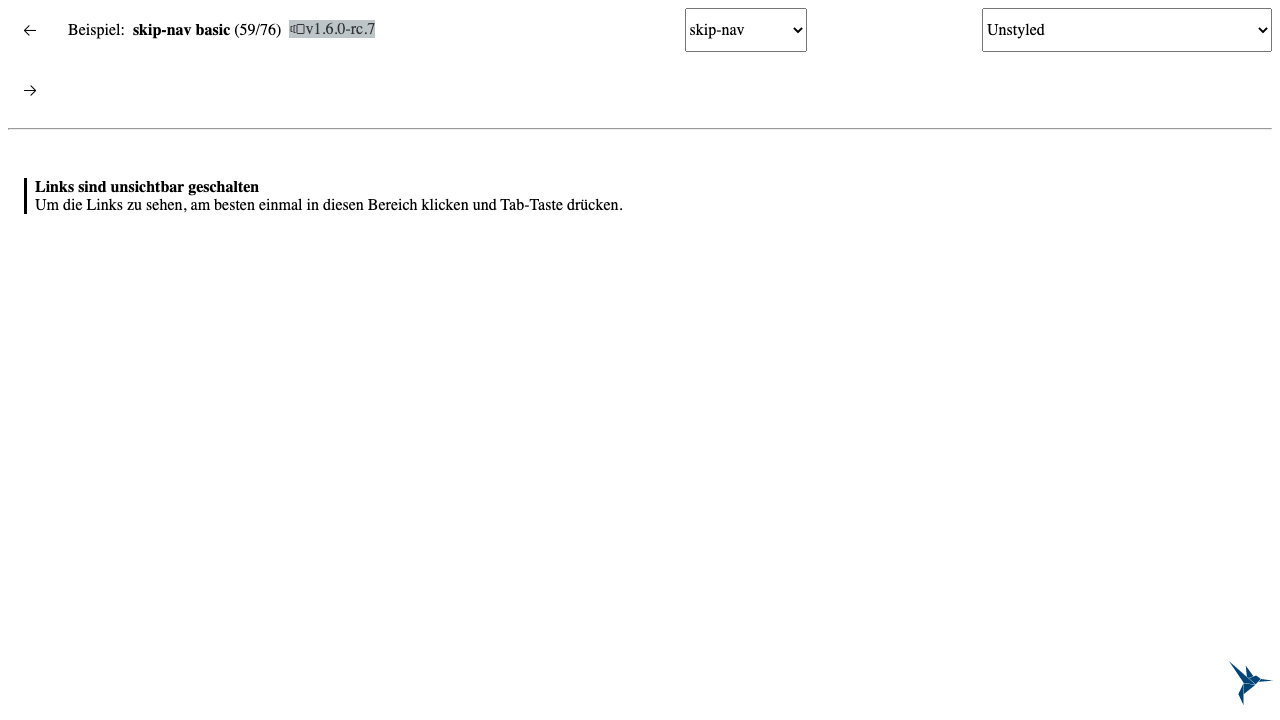 Beispiel: skip-nav basic (59/76) v1.6.0-rc.7 skip-nav Unstyled
Links sind unsichtbar geschalten
Um die Links zu sehen, am besten einmal in diesen Bereich klicken und Tab-Taste drücken.